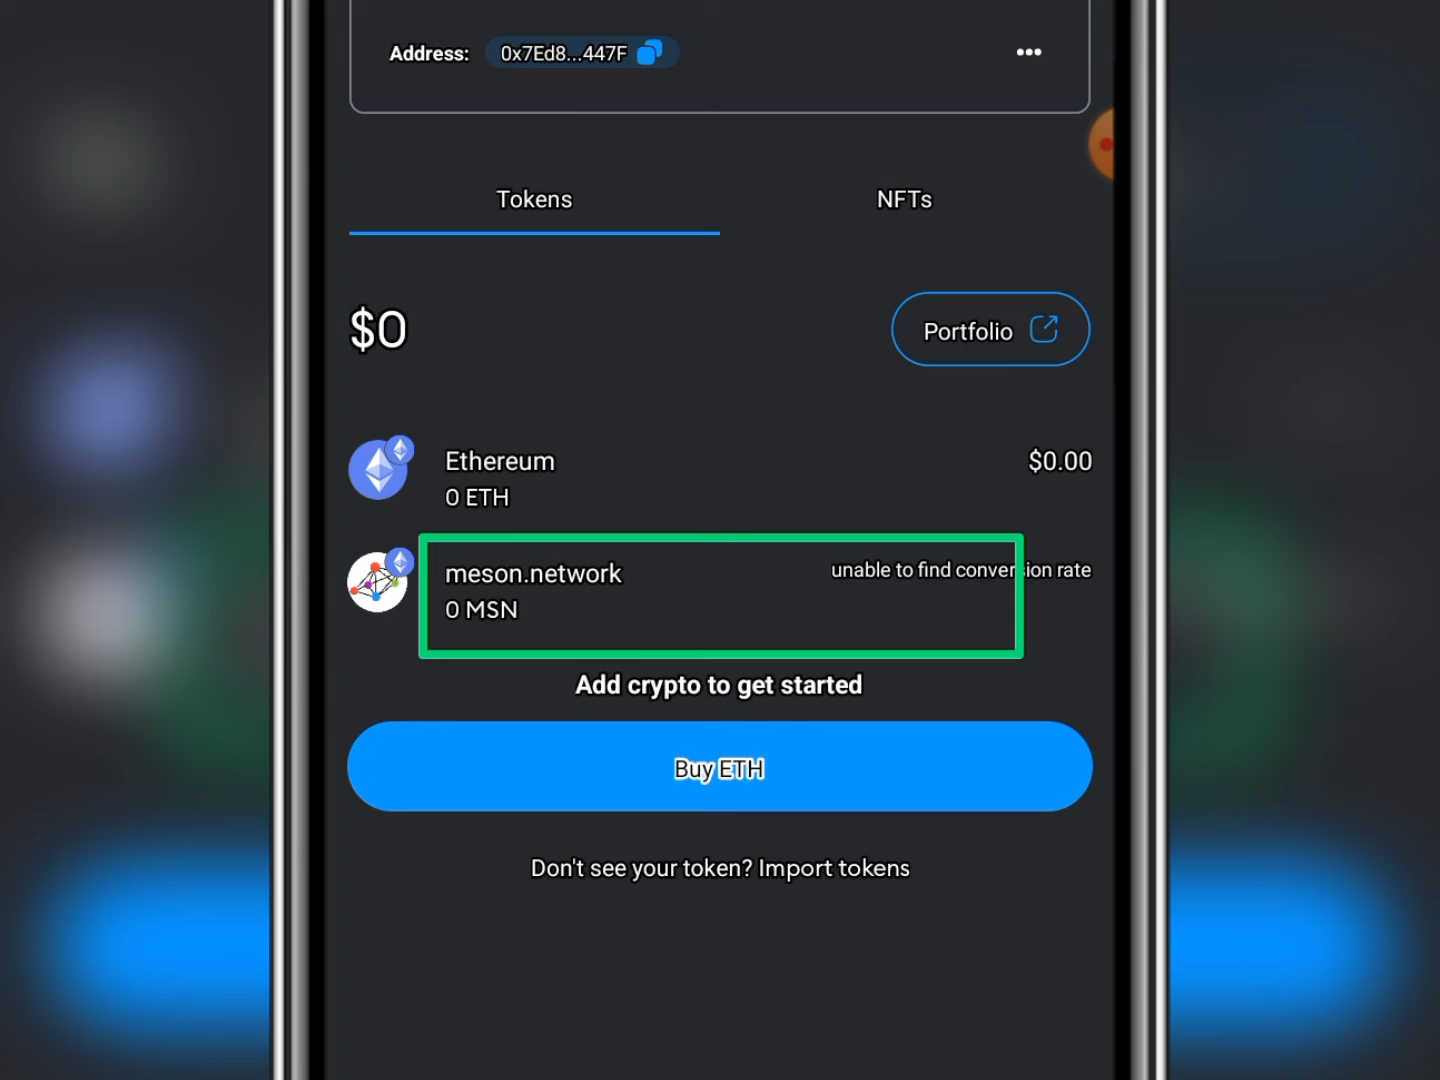 Address: 0x7Ed8...447F
Tokens
NFTs
$0
Portfolio
Ethereum
$0.00
0 ETH
meson.network
unable to find conversion rate
0 MSN
Add crypto to get started
Buy ETH
Don't see your token? Import tokens